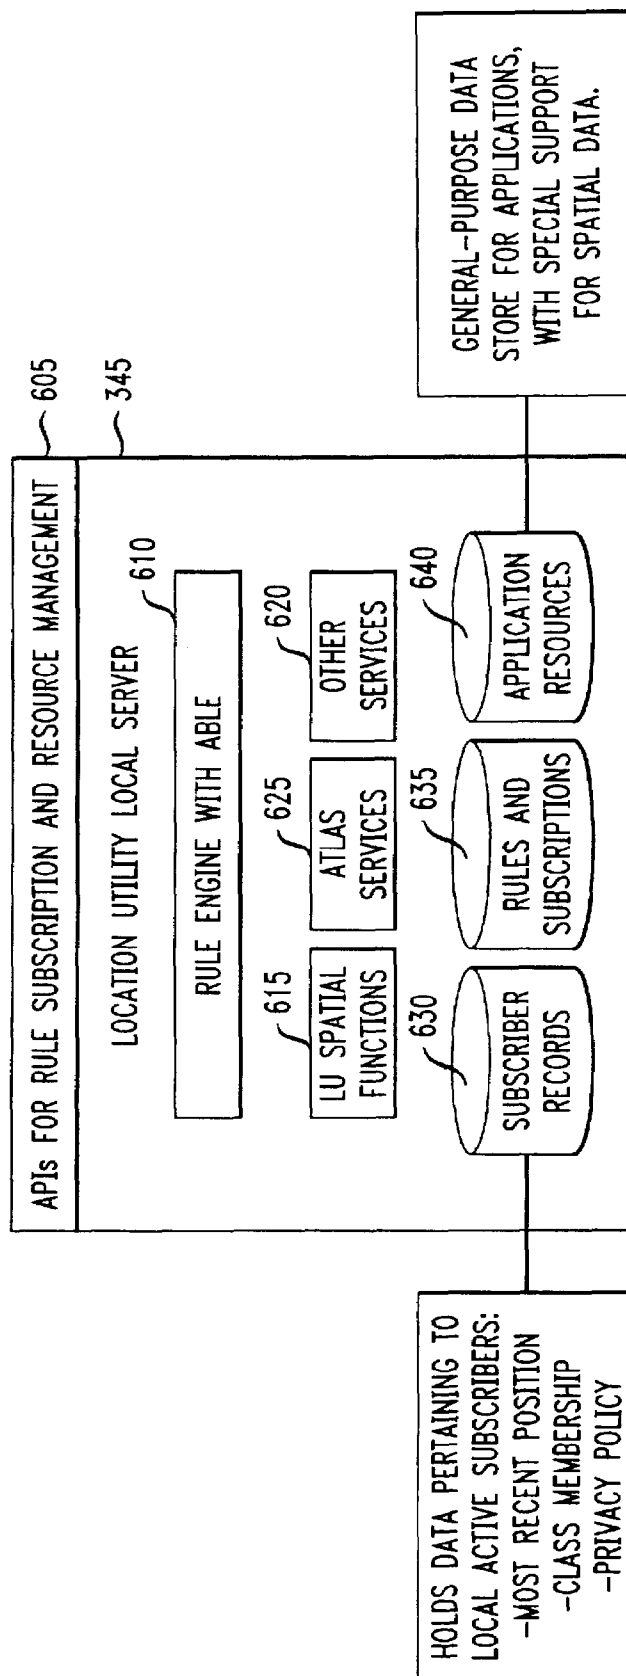 APIs FOR RULE SUBSCRIPTION AND RESOURCE MANAGEMENT
605
LOCATION UTILITY LOCAL SERVER
345
RULE ENGINE WITH ABLE
610
LU SPATIAL
FUNCTIONS
615
ATLAS
SERVICES
625
OTHER
SERVICES
620
SUBSCRIBER
RECORDS
630
RULES AND
SUBSCRIPTIONS
635
APPLICATION
RESOURCES
640
HOLDS DATA PERTAINING TO
LOCAL ACTIVE SUBSCRIBERS:
-MOST RECENT POSITION
-CLASS MEMBERSHIP
-PRIVACY POLICY
GENERAL-PURPOSE DATA
STORE FOR APPLICATIONS,
WITH SPECIAL SUPPORT
FOR SPATIAL DATA.